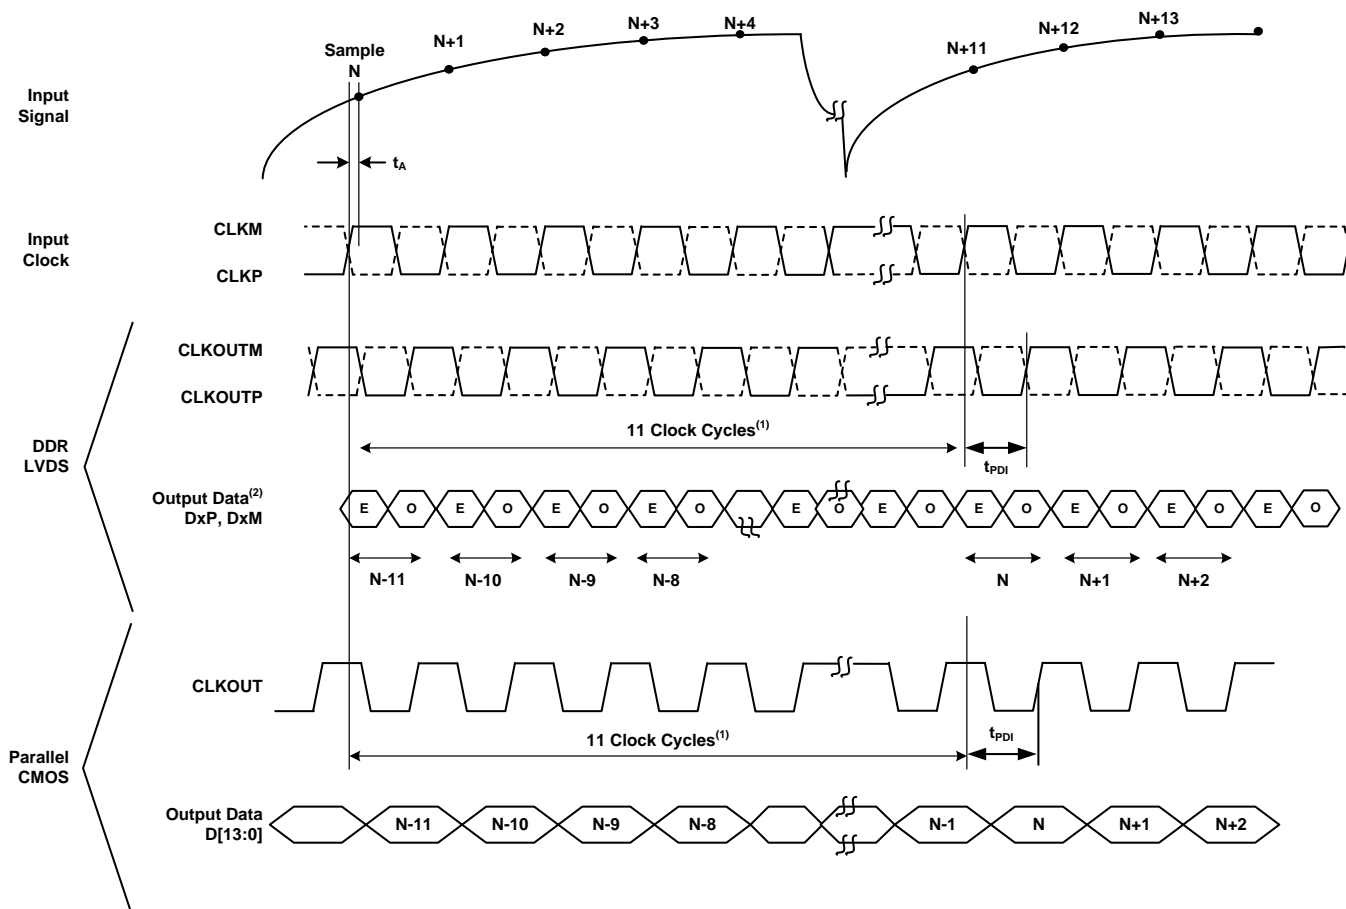 Sample
N
N+1
N+2
N+3
N+4
N+11
N+12
N+13
Input
Signal
tA
Input
Clock
CLKM
CLKP
DDR
LVDS
CLKOUTM
CLKOUTP
11 Clock Cycles(1)
tPDI
Output Data(2)
DxP, DxM
E O E O E O E O E O E O E O E O E O E O
N-11
N-10
N-9
N-8
N
N+1
N+2
Parallel
CMOS
CLKOUT
11 Clock Cycles(1)
tPDI
Output Data
D[13:0]
N-11
N-10
N-9
N-8
N-1
N
N+1
N+2